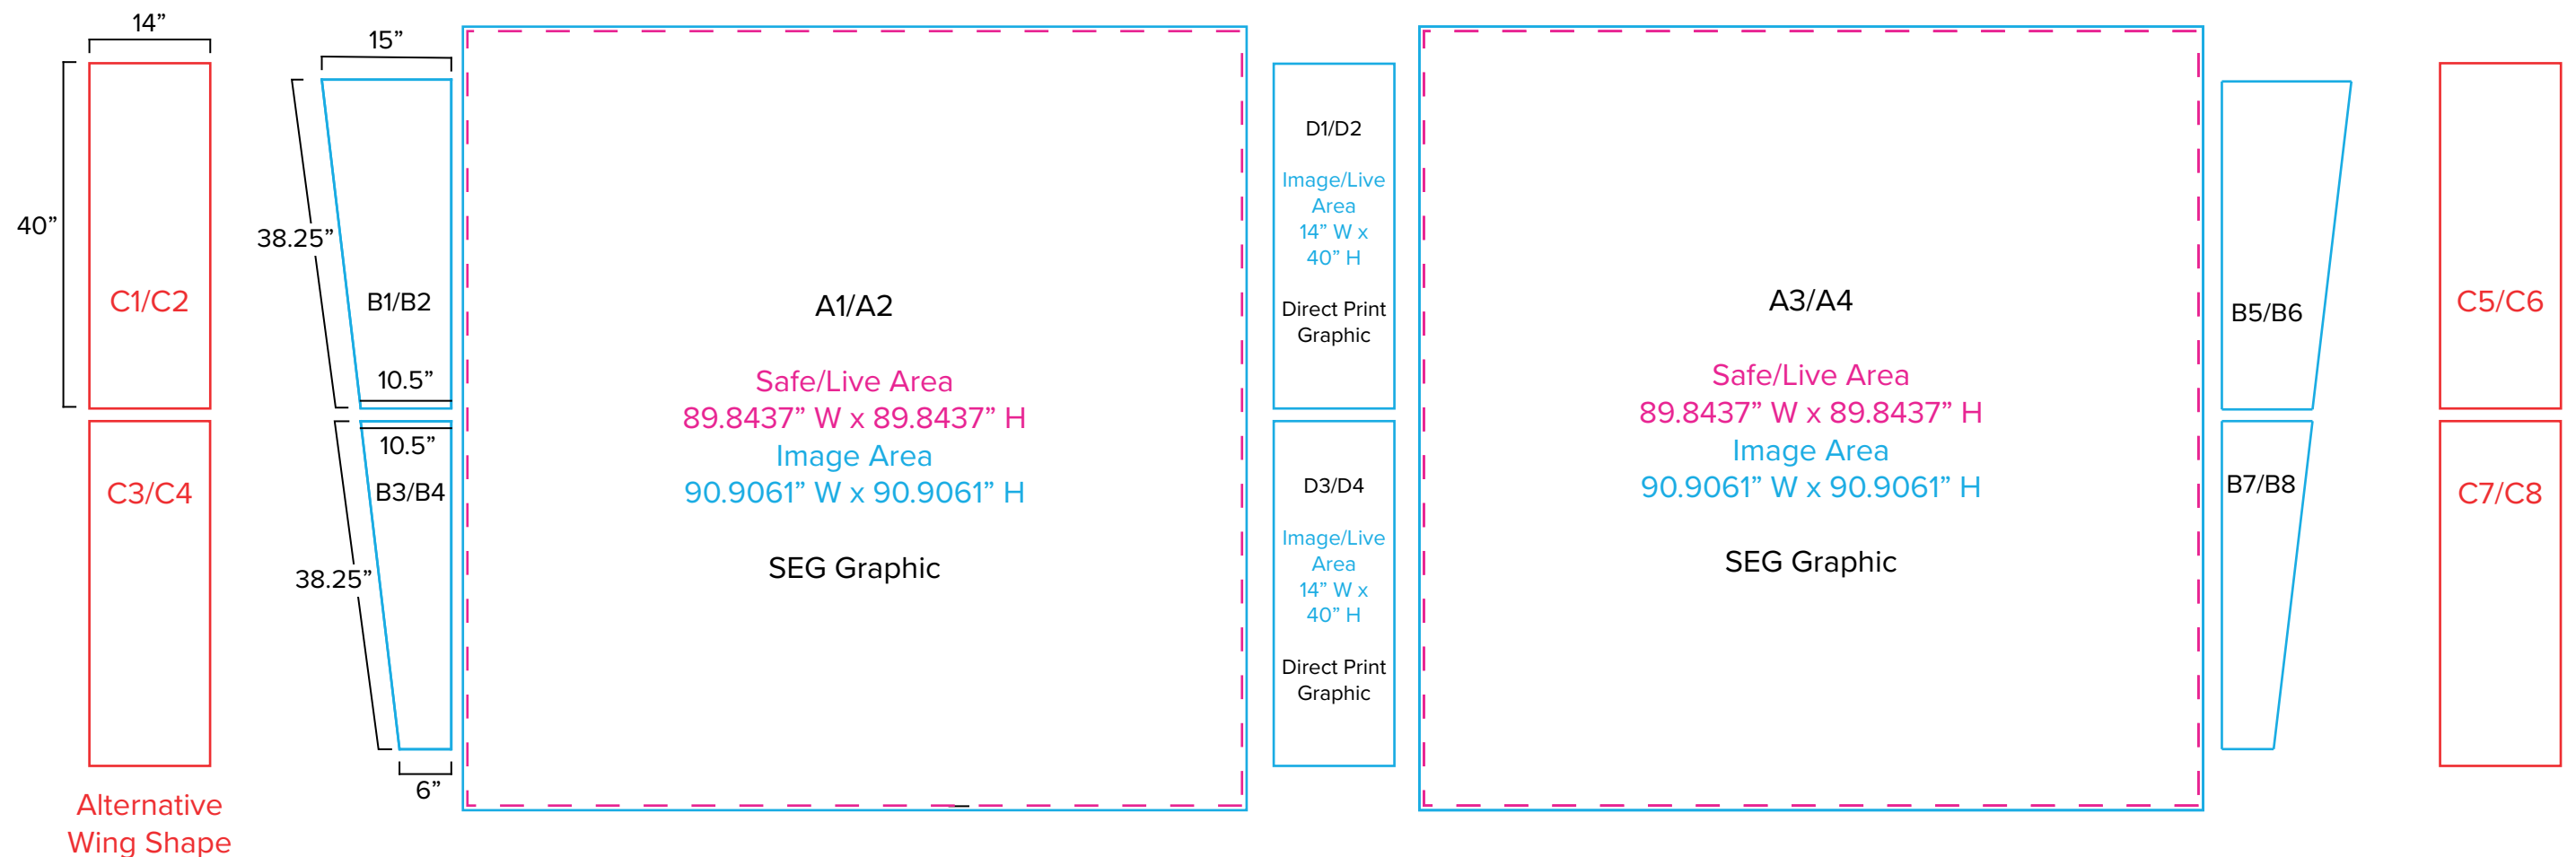 14”
40”
C1/C2
C3/C4
Alternative
Wing Shape
15”
38.25”
B1/B2
10.5”
10.5”
B3/B4
38.25”
6”
A1/A2
Safe/Live Area
89.8437” W x 89.8437” H
Image Area
90.9061” W x 90.9061” H
SEG Graphic
D1/D2
Image/Live
Area
14” W x
40” H
Direct Print
Graphic
D3/D4
Image/Live
Area
14” W x
40” H
Direct Print
Graphic
A3/A4
Safe/Live Area
89.8437” W x 89.8437” H
Image Area
90.9061” W x 90.9061” H
SEG Graphic
B5/B6
B7/B8
C5/C6
C7/C8